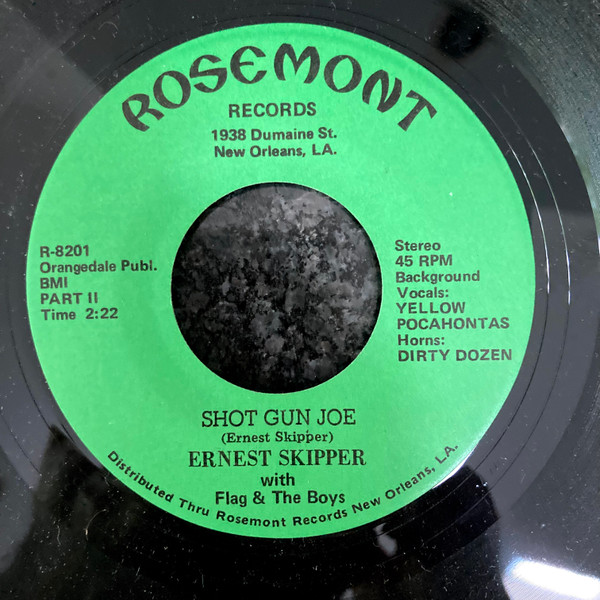 ROSEMONT
RECORDS
1938 Dumaine St.
New Orleans, LA.
R-8201
Orangedale Publ.
BMI
PART II
Time 2:22
Stereo
45 RPM
Background
Vocals:
YELLOW
POCAHONTAS
Horns:
DIRTY DOZEN
SHOT GUN JOE
(Ernest Skipper)
ERNEST SKIPPER
with
Flag & The Boys
Distributed Thru Rosemont Records New Orleans, L.A.